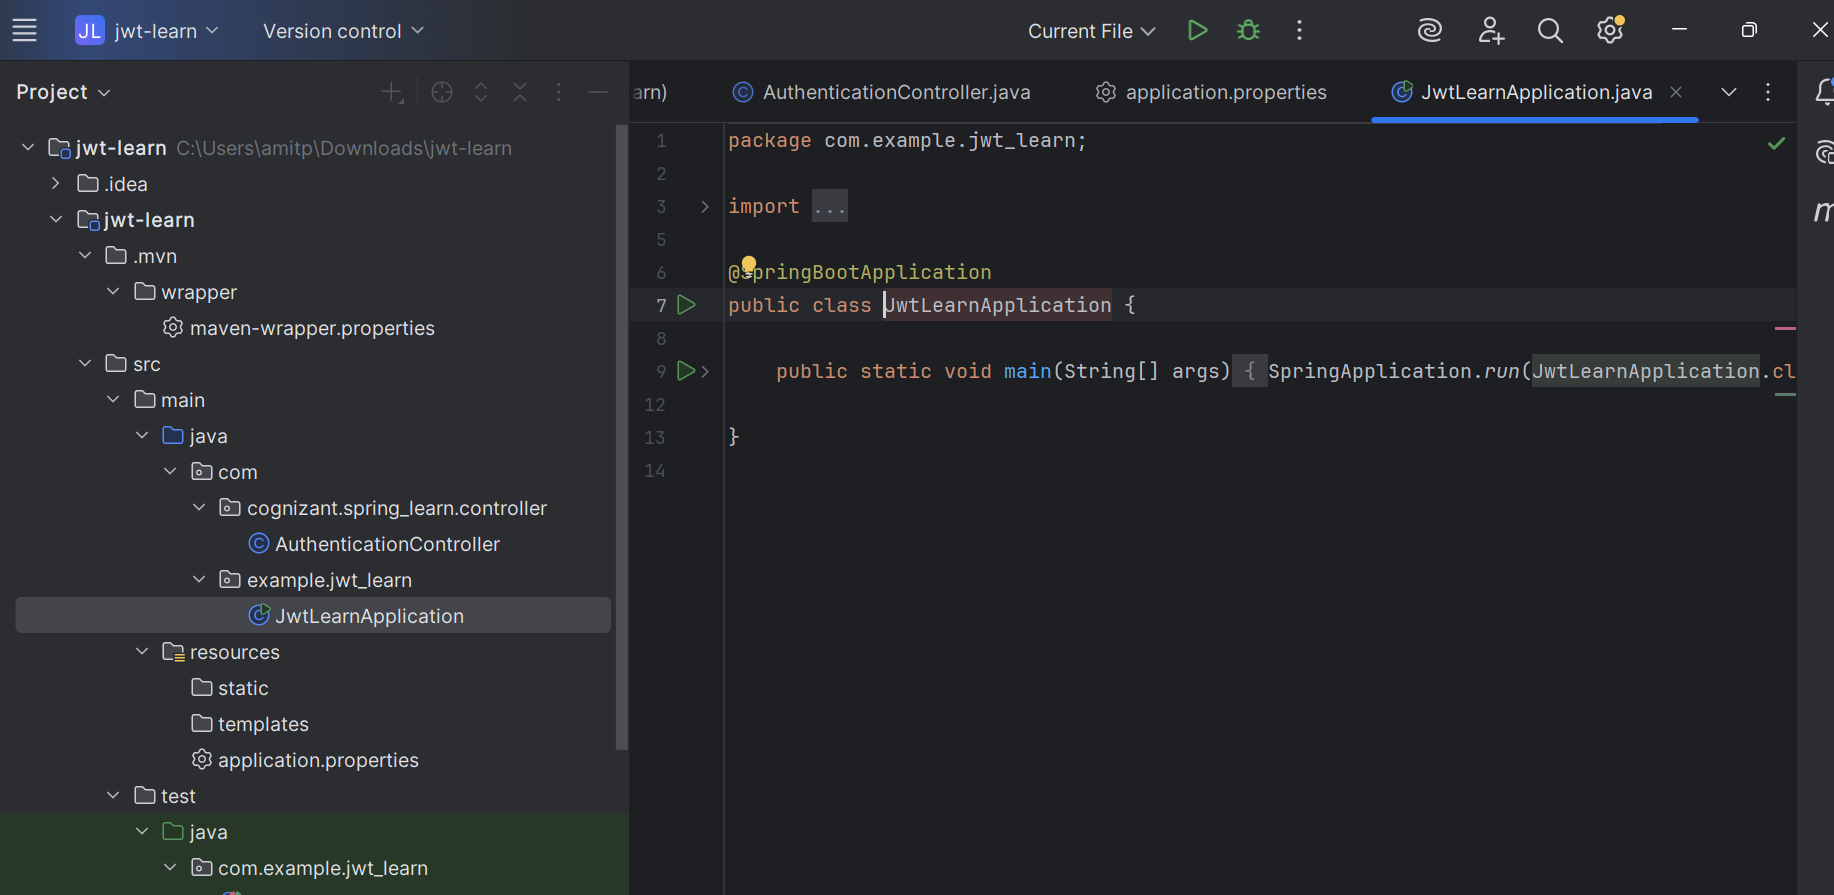 JL jwt-learn Version control Current File
Project
arn) AuthenticationController.java application.properties JwtLearnApplication.java
jwt-learn C:\Users\amitp\Downloads\jwt-learn
.idea
jwt-learn
.mvn
wrapper
maven-wrapper.properties
src
main
java
com
cognizant.spring_learn.controller
AuthenticationController
example.jwt_learn
JwtLearnApplication
resources
static
templates
application.properties
test
java
com.example.jwt_learn
1 package com.example.jwt_learn;
2
3 import ...
5
6 @SpringBootApplication
7 public class JwtLearnApplication {
8
9 public static void main(String[] args) { SpringApplication.run(JwtLearnApplication.cl
12
13 }
14
m